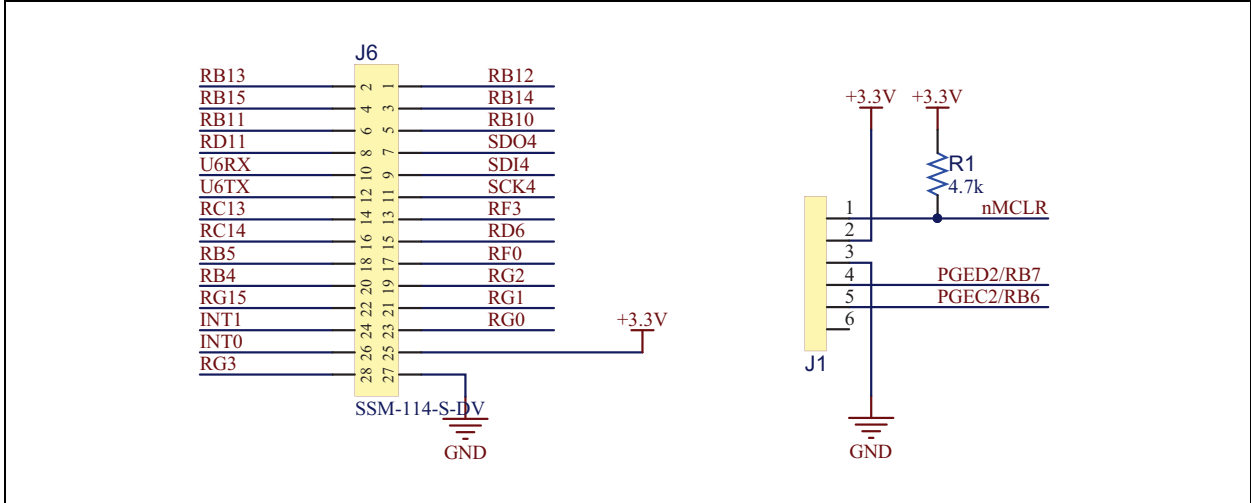 J6
RB13 2 1 RB12
RB15 4 3 RB14
RB11 6 5 RB10
RD11 8 7 SDO4
U6RX 10 9 SDI4
U6TX 12 11 SCK4
RC13 14 13 RF3
RC14 16 15 RD6
RB5 18 17 RF0
RB4 20 19 RG2
RG15 22 21 RG1
INT1 24 23 RG0
INT0 26 25 +3.3V
RG3 28 27
SSM-114-S-DV
GND
+3.3V +3.3V
R1
4.7k
1 nMCLR
2
3
4 PGED2/RB7
5 PGEC2/RB6
6
J1
GND